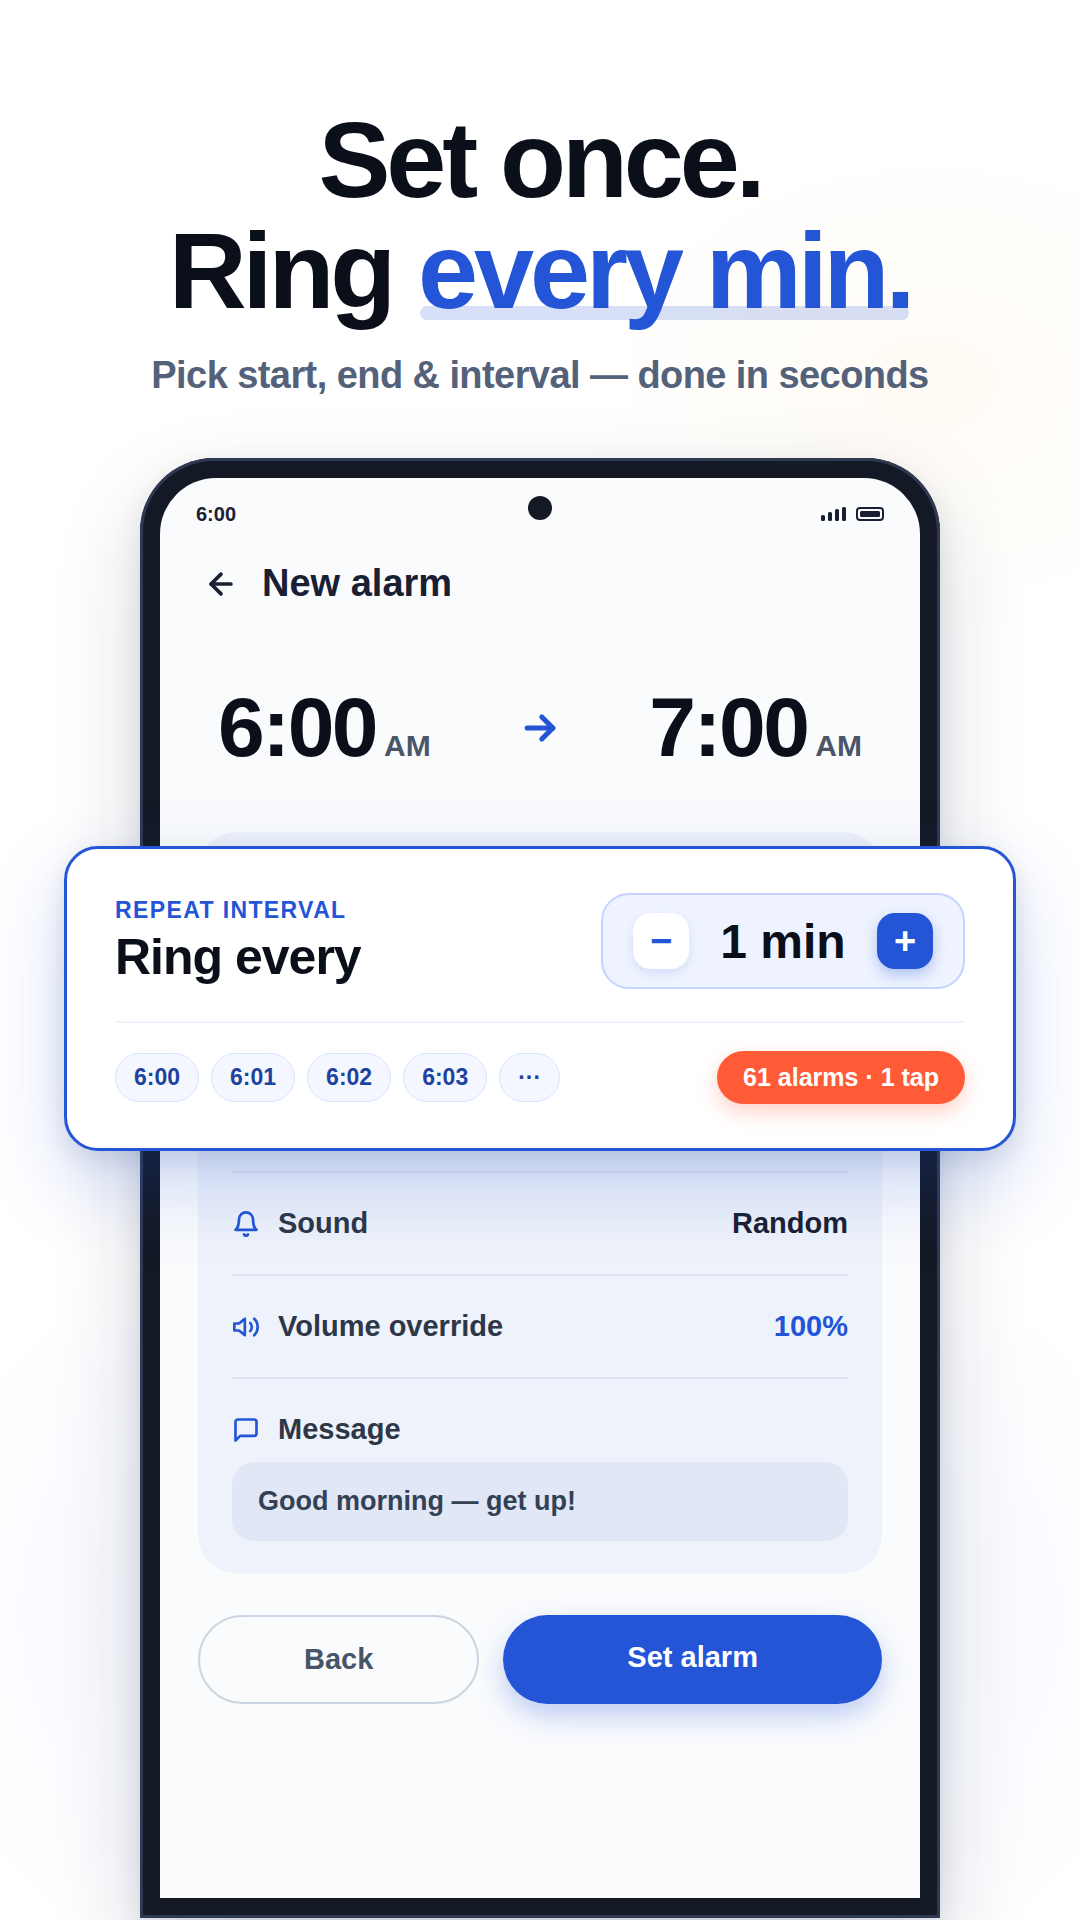 Set once.
Ring every min.
Pick start, end & interval — done in seconds
6:00
New alarm
6:00 AM
7:00 AM
REPEAT INTERVAL
Ring every
− 1 min +
6:00 6:01 6:02 6:03 ···
61 alarms · 1 tap
Sound Random
Volume override 100%
Message
Good morning — get up!
Back
Set alarm